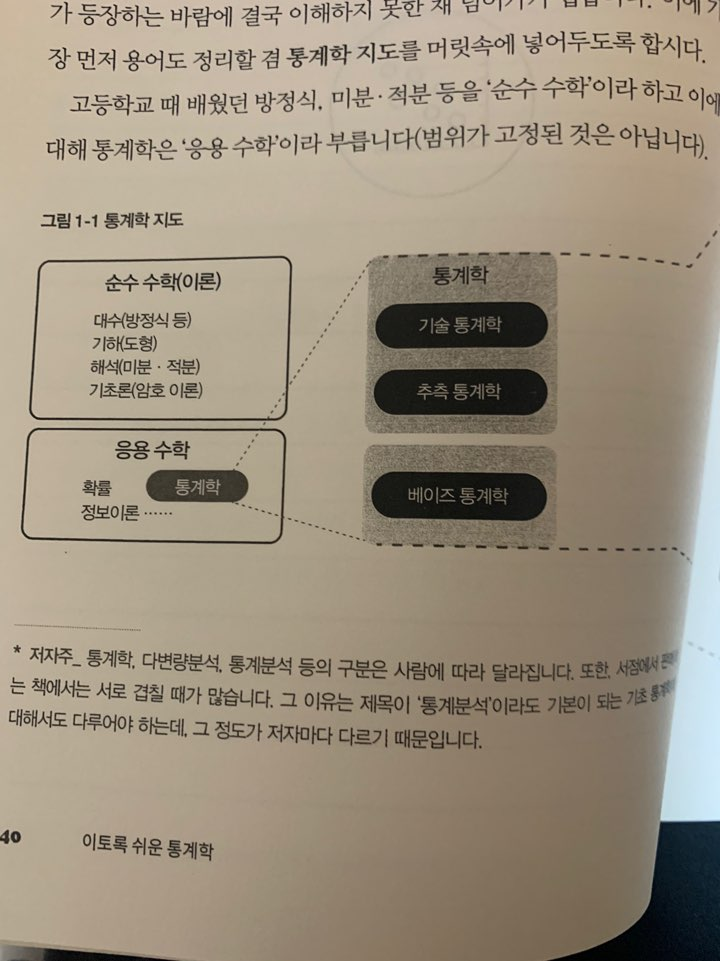 가 등장하는 바람에 결국 이해하지 못한 채
장 먼저 용어도 정리할 겸 통계학 지도를 머릿속에 넣어두도록 합시다.
고등학교 때 배웠던 방정식, 미분·적분 등을 '순수 수학'이라 하고 이에
대해 통계학은 '응용 수학'이라 부릅니다(범위가 고정된 것은 아닙니다).
그림 1-1 통계학 지도
순수 수학(이론)
대수(방정식 등)
기하(도형)
해석(미분·적분)
기초론(암호 이론)
응용 수학
확률
통계학
정보이론 ……
통계학
기술 통계학
추측 통계학
베이즈 통계학
* 저자주_ 통계학, 다변량분석, 통계분석 등의 구분은 사람에 따라 달라집니다. 또한, 서점에서
는 책에서는 서로 겹칠 때가 많습니다. 그 이유는 제목이 '통계분석'이라도 기본이 되는 기초
대해서도 다루어야 하는데, 그 정도가 저자마다 다르기 때문입니다.
40 이토록 쉬운 통계학